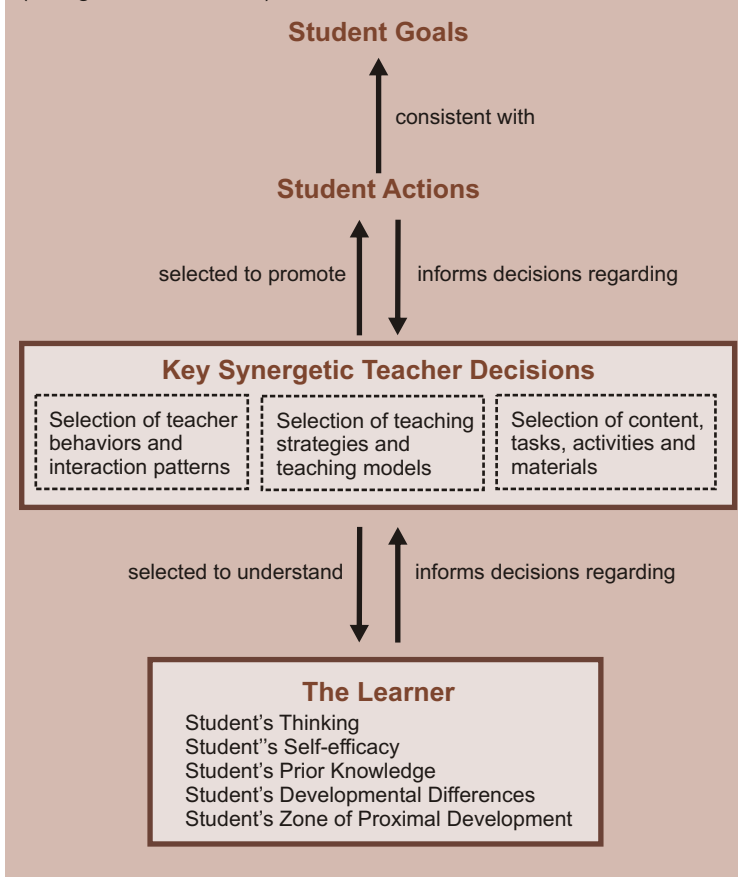 Student Goals
consistent with
Student Actions
selected to promote
informs decisions regarding
Key Synergetic Teacher Decisions
Selection of teacher
behaviors and
interaction patterns
Selection of teaching
strategies and
teaching models
Selection of content,
tasks, activities and
materials
selected to understand
informs decisions regarding
The Learner
Student's Thinking
Student''s Self-efficacy
Student's Prior Knowledge
Student's Developmental Differences
Student's Zone of Proximal Development